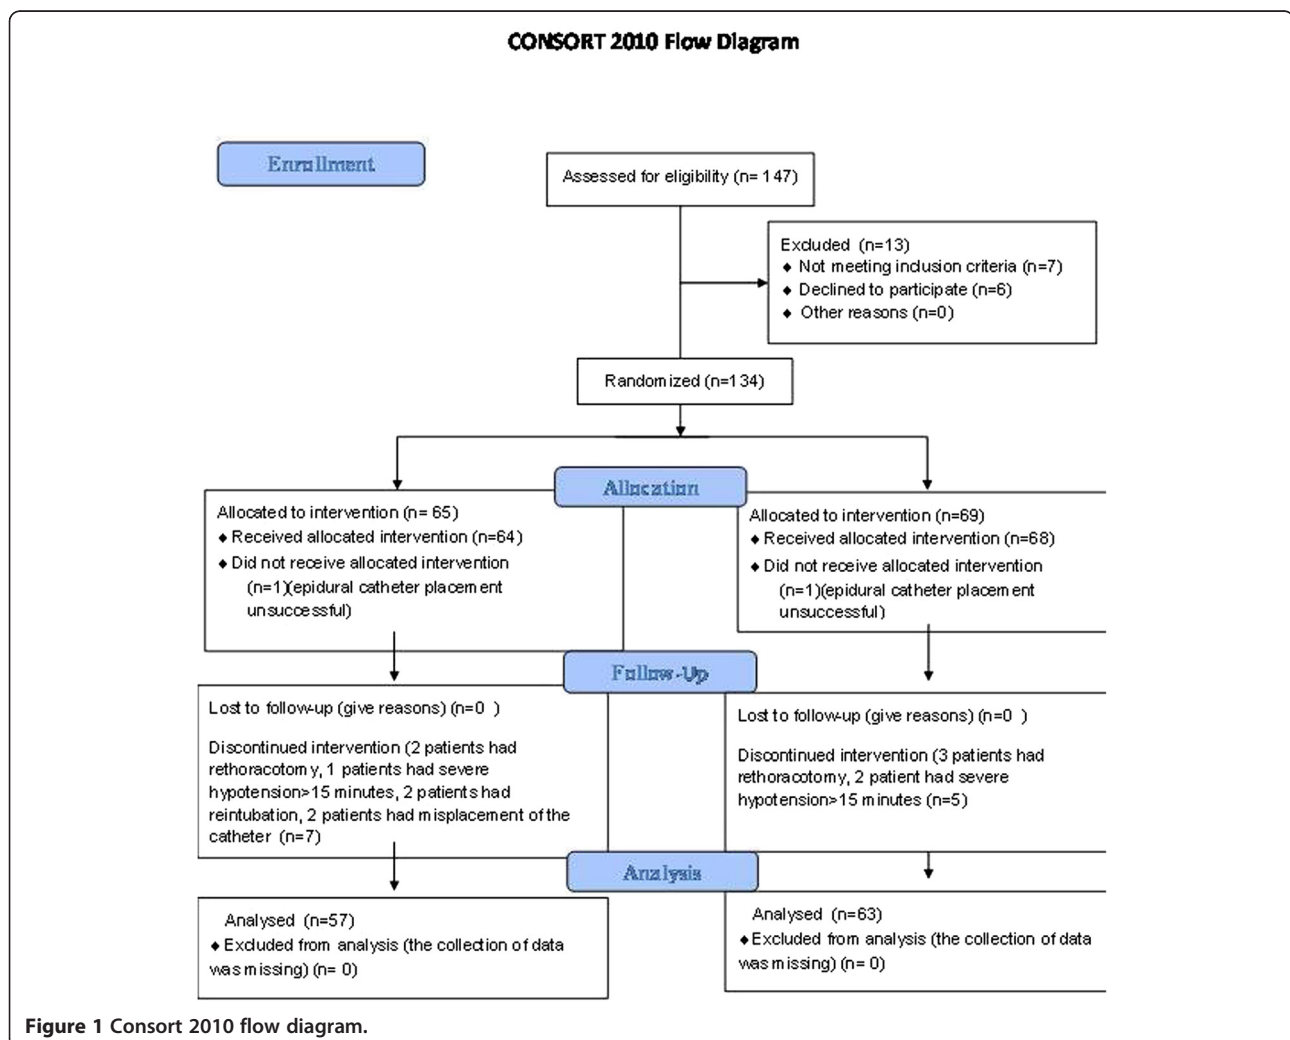 CONSORT 2010 Flow Diagram
Enrollment
Assessed for eligibility (n= 147)
Excluded (n=13)
♦ Not meeting inclusion criteria (n=7)
♦ Declined to participate (n=6)
♦ Other reasons (n=0)
Randomized (n=134)
Allocation
Allocated to intervention (n= 65)
♦ Received allocated intervention (n=64)
♦ Did not receive allocated intervention
(n=1)(epidural catheter placement
unsuccessful)
Allocated to intervention (n=69)
♦ Received allocated intervention (n=68)
♦ Did not receive allocated intervention
(n=1)(epidural catheter placement
unsuccessful)
Follow-Up
Lost to follow-up (give reasons) (n=0 )
Discontinued intervention (2 patients had
rethoracotomy, 1 patients had severe
hypotension>15 minutes, 2 patients had
reintubation, 2 patients had misplacement of the
catheter (n=7)
Lost to follow-up (give reasons) (n=0 )
Discontinued intervention (3 patients had
rethoracotomy, 2 patient had severe
hypotension>15 minutes (n=5)
Analysis
Analysed (n=57)
♦ Excluded from analysis (the collection of data
was missing) (n= 0)
Analysed (n=63)
♦ Excluded from analysis (the collection of data
was missing) (n= 0)
Figure 1 Consort 2010 flow diagram.